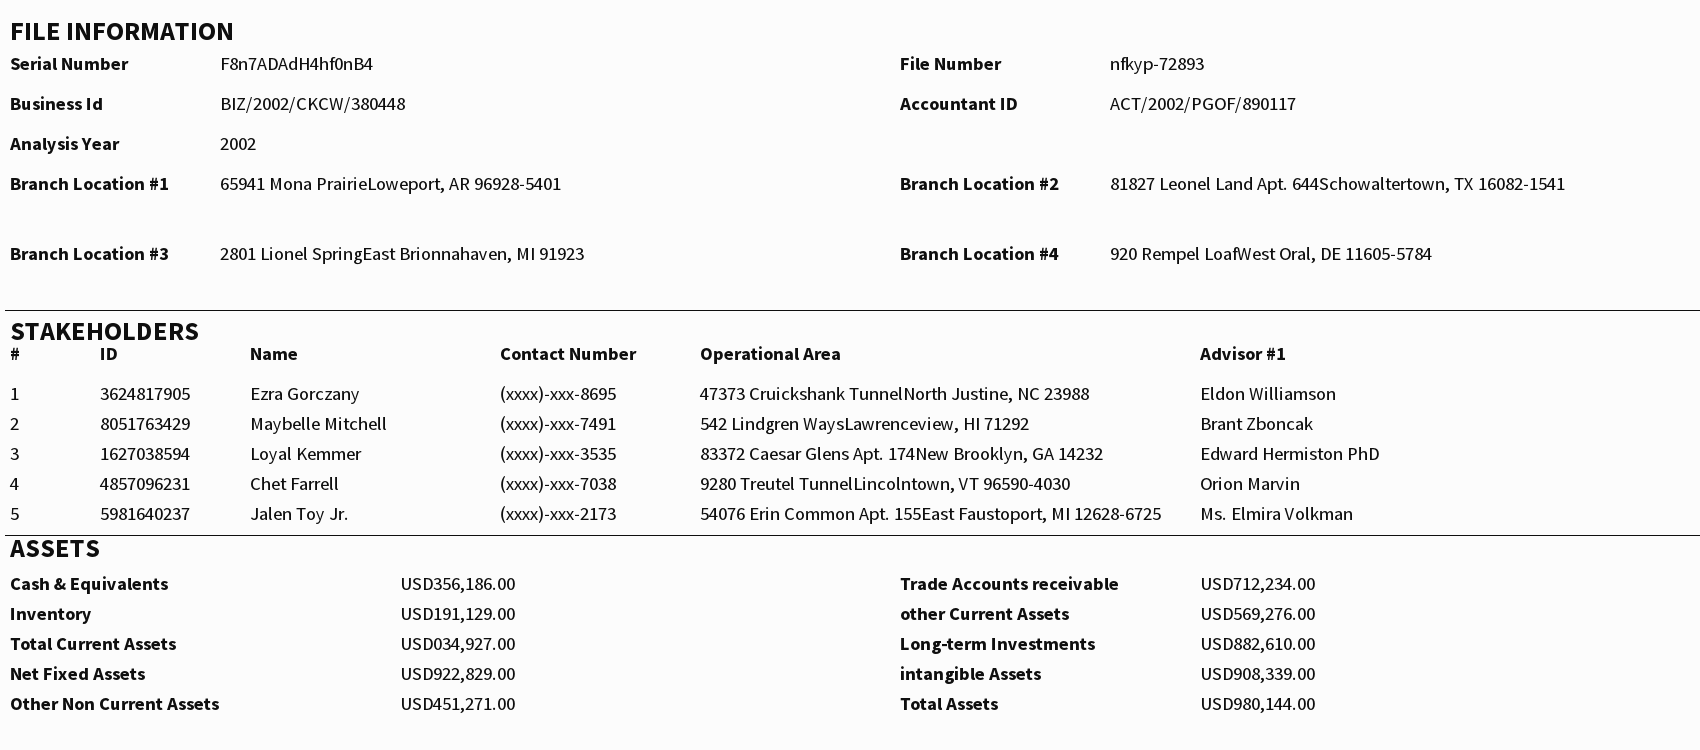 FILE INFORMATION
Serial Number F8n7ADAdH4hf0nB4 File Number nfkyp-72893
Business Id BIZ/2002/CKCW/380448 Accountant ID ACT/2002/PGOF/890117
Analysis Year 2002
Branch Location #1 65941 Mona PrairieLoweport, AR 96928-5401 Branch Location #2 81827 Leonel Land Apt. 644Schowaltertown, TX 16082-1541
Branch Location #3 2801 Lionel SpringEast Brionnahaven, MI 91923 Branch Location #4 920 Rempel LoafWest Oral, DE 11605-5784
STAKEHOLDERS
# ID Name Contact Number Operational Area Advisor #1
1 3624817905 Ezra Gorczany (xxxx)-xxx-8695 47373 Cruickshank TunnelNorth Justine, NC 23988 Eldon Williamson
2 8051763429 Maybelle Mitchell (xxxx)-xxx-7491 542 Lindgren WaysLawrenceview, HI 71292 Brant Zboncak
3 1627038594 Loyal Kemmer (xxxx)-xxx-3535 83372 Caesar Glens Apt. 174New Brooklyn, GA 14232 Edward Hermiston PhD
4 4857096231 Chet Farrell (xxxx)-xxx-7038 9280 Treutel TunnelLincolntown, VT 96590-4030 Orion Marvin
5 5981640237 Jalen Toy Jr. (xxxx)-xxx-2173 54076 Erin Common Apt. 155East Faustoport, MI 12628-6725 Ms. Elmira Volkman
ASSETS
Cash & Equivalents USD356,186.00 Trade Accounts receivable USD712,234.00
Inventory USD191,129.00 other Current Assets USD569,276.00
Total Current Assets USD034,927.00 Long-term Investments USD882,610.00
Net Fixed Assets USD922,829.00 intangible Assets USD908,339.00
Other Non Current Assets USD451,271.00 Total Assets USD980,144.00